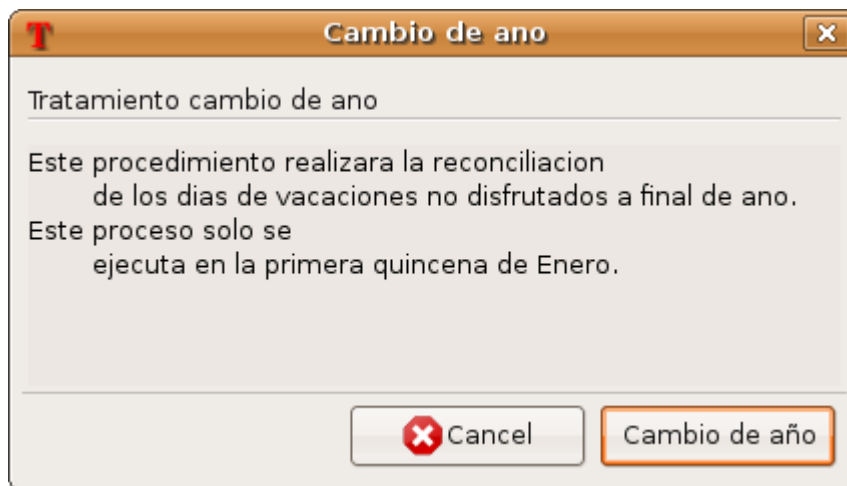 T
Cambio de ano
Tratamiento cambio de ano
Este procedimiento realizara la reconciliacion
de los dias de vacaciones no disfrutados a final de ano.
Este proceso solo se
ejecuta en la primera quincena de Enero.
Cancel
Cambio de año